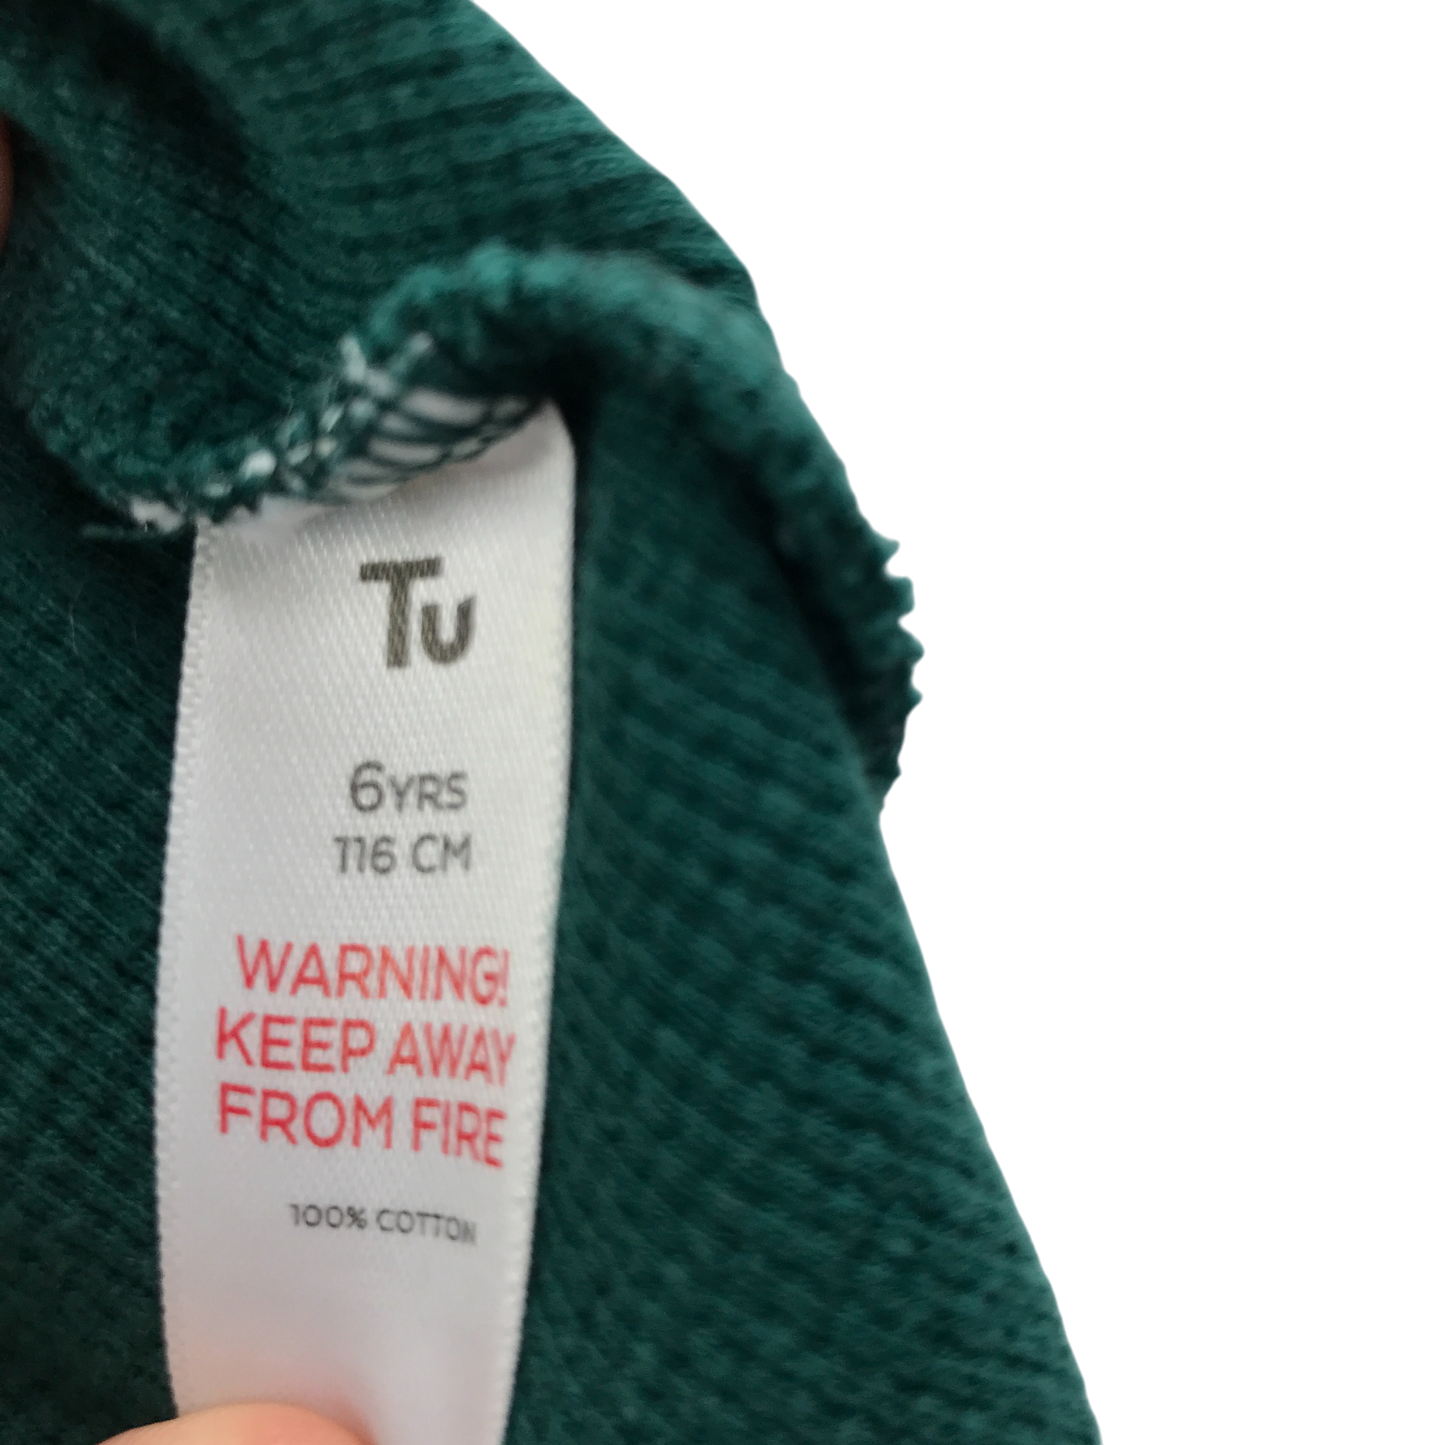 Tu
6YRS
116 CM
WARNING!
KEEP AWAY
FROM FIRE
100% COTTON